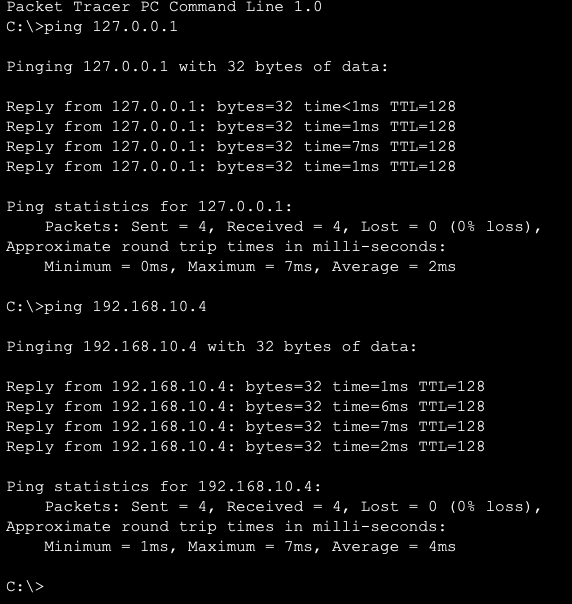 Packet Tracer PC Command Line 1.0
C:\>ping 127.0.0.1
Pinging 127.0.0.1 with 32 bytes of data:
Reply from 127.0.0.1: bytes=32 time<1ms TTL=128
Reply from 127.0.0.1: bytes=32 time=1ms TTL=128
Reply from 127.0.0.1: bytes=32 time=7ms TTL=128
Reply from 127.0.0.1: bytes=32 time=1ms TTL=128
Ping statistics for 127.0.0.1:
Packets: Sent = 4, Received = 4, Lost = 0 (0% loss),
Approximate round trip times in milli-seconds:
Minimum = 0ms, Maximum = 7ms, Average = 2ms
C:\>ping 192.168.10.4
Pinging 192.168.10.4 with 32 bytes of data:
Reply from 192.168.10.4: bytes=32 time=1ms TTL=128
Reply from 192.168.10.4: bytes=32 time=6ms TTL=128
Reply from 192.168.10.4: bytes=32 time=7ms TTL=128
Reply from 192.168.10.4: bytes=32 time=2ms TTL=128
Ping statistics for 192.168.10.4:
Packets: Sent = 4, Received = 4, Lost = 0 (0% loss),
Approximate round trip times in milli-seconds:
Minimum = 1ms, Maximum = 7ms, Average = 4ms
C:\>